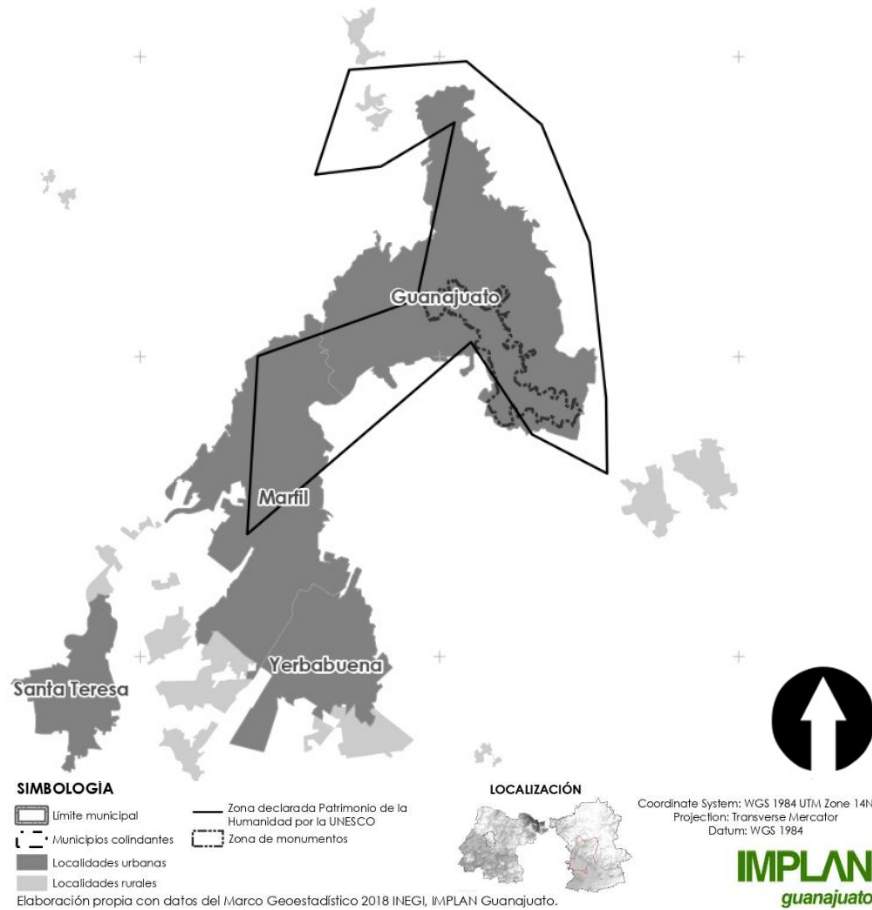 Guanajuato
Marfil
Yerbabuena
Santa Teresa
SIMBOLOGÍA
Límite municipal
Municipios colindantes
Localidades urbanas
Localidades rurales
Zona declarada Patrimonio de la
Humanidad por la UNESCO
Zona de monumentos
LOCALIZACIÓN
Coordinate System: WGS 1984 UTM Zone 14N
Projection: Transverse Mercator
Datum: WGS 1984
IMPLAN
guanajuato
Elaboración propia con datos del Marco Geoestadístico 2018 INEGI, IMPLAN Guanajuato.